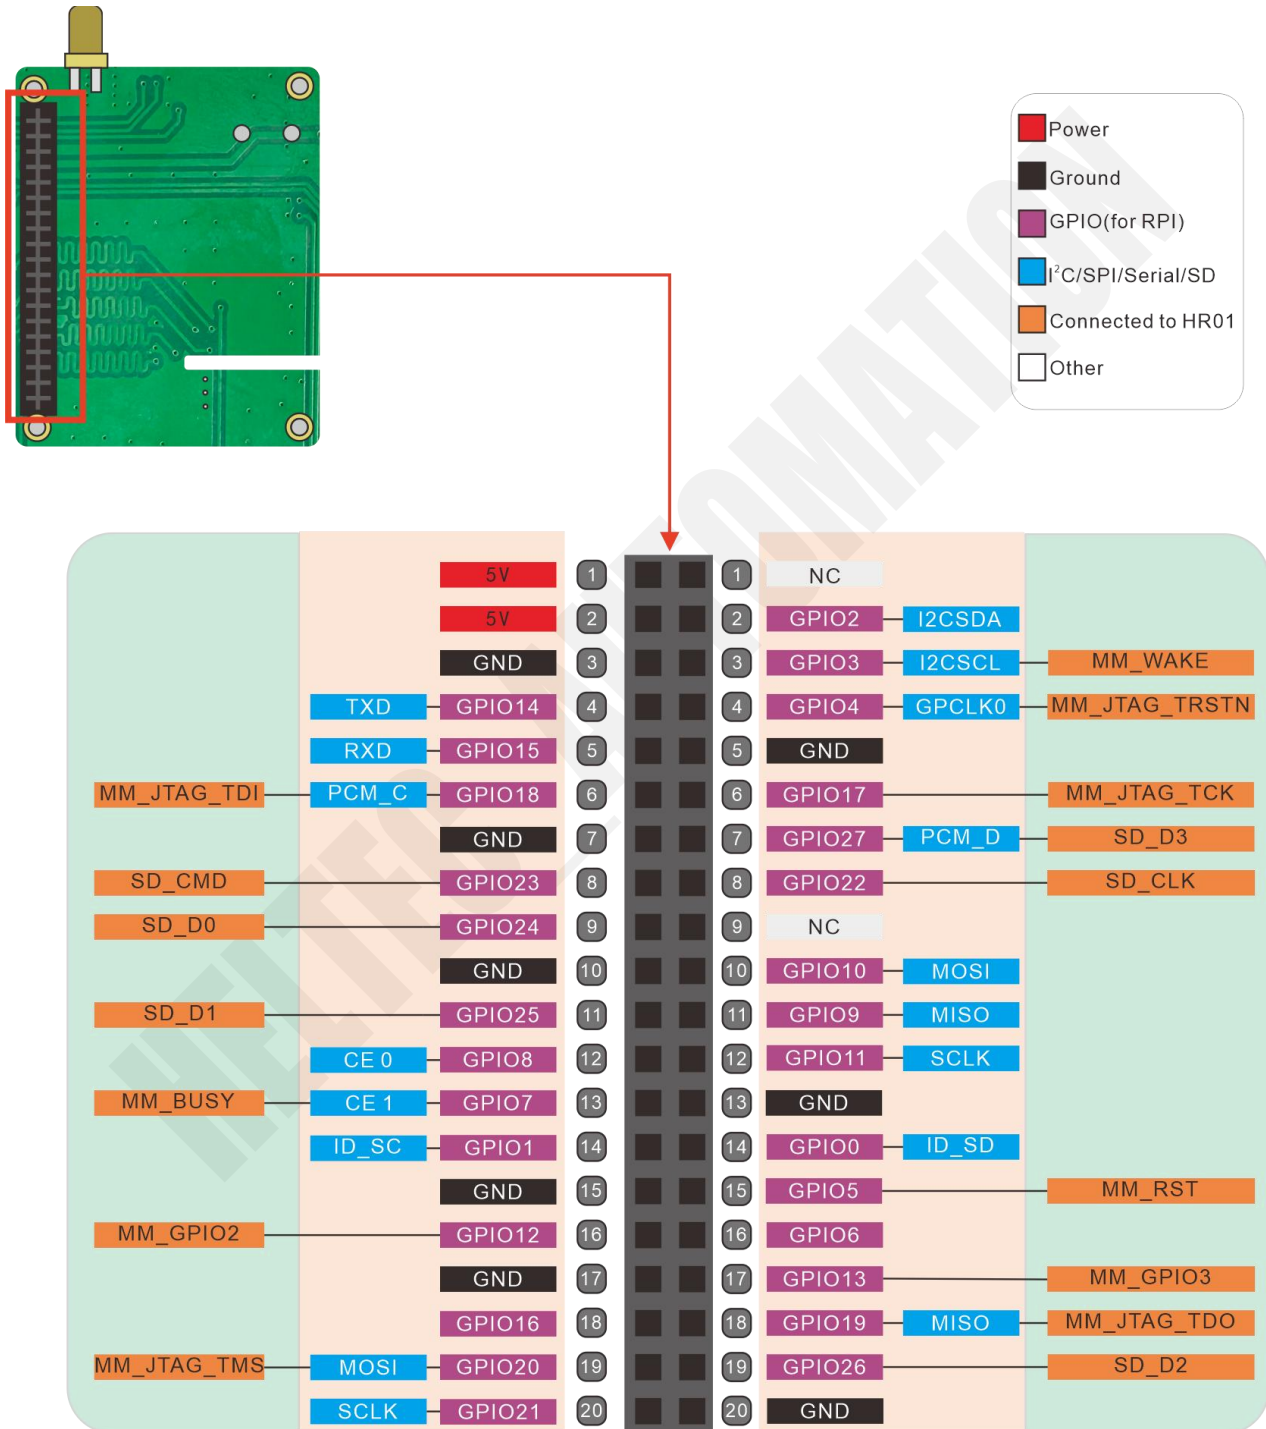 Power
Ground
GPIO(for RPI)
I²C/SPI/Serial/SD
Connected to HR01
Other
5V 1 1 NC
5V 2 2 GPIO2 I2CSDA
GND 3 3 GPIO3 I2CSCL MM_WAKE
TXD GPIO14 4 4 GPIO4 GPCLK0 MM_JTAG_TRSTN
RXD GPIO15 5 5 GND
MM_JTAG_TDI PCM_C GPIO18 6 6 GPIO17 MM_JTAG_TCK
GND 7 7 GPIO27 PCM_D SD_D3
SD_CMD GPIO23 8 8 GPIO22 SD_CLK
SD_D0 GPIO24 9 9 NC
GND 10 10 GPIO10 MOSI
SD_D1 GPIO25 11 11 GPIO9 MISO
CE 0 GPIO8 12 12 GPIO11 SCLK
MM_BUSY CE 1 GPIO7 13 13 GND
ID_SC GPIO1 14 14 GPIO0 ID_SD
GND 15 15 GPIO5 MM_RST
MM_GPIO2 GPIO12 16 16 GPIO6
GND 17 17 GPIO13 MM_GPIO3
GPIO16 18 18 GPIO19 MISO MM_JTAG_TDO
MM_JTAG_TMS MOSI GPIO20 19 19 GPIO26 SD_D2
SCLK GPIO21 20 20 GND
HELTEC AUTOMATION